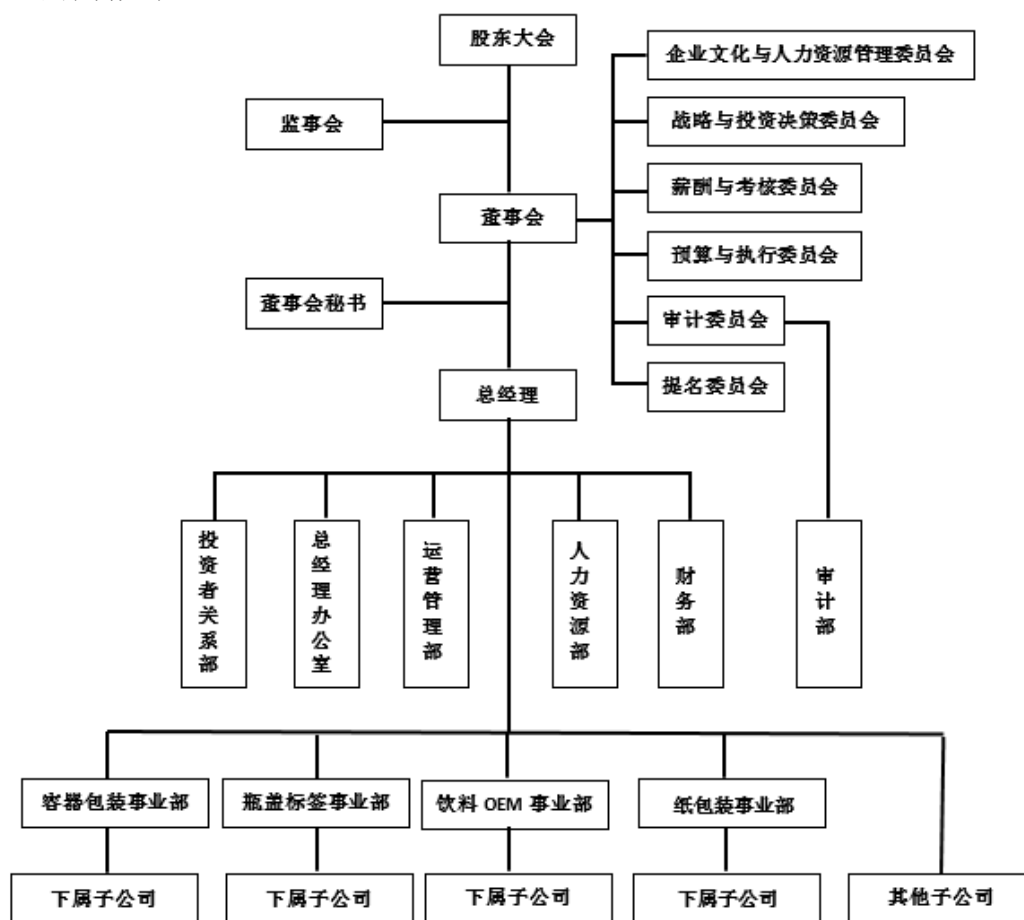 股东大会
企业文化与人力资源管理委员会
监事会
战略与投资决策委员会
薪酬与考核委员会
董事会
预算与执行委员会
董事会秘书
审计委员会
总经理
提名委员会
投资者关系部
总经理办公室
运营管理部
人力资源部
财务部
审计部
容器包装事业部
瓶盖标签事业部
饮料 OEM 事业部
纸包装事业部
下属子公司
下属子公司
下属子公司
下属子公司
其他子公司